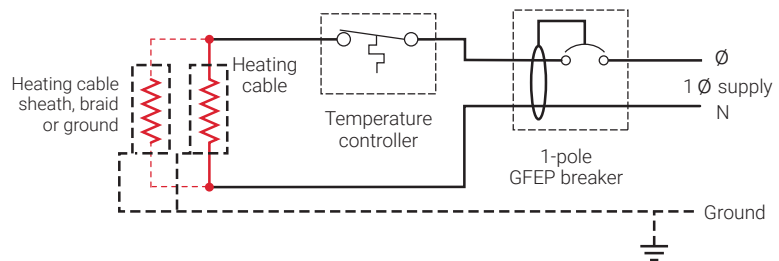 Heating cable
sheath, braid
or ground
Heating
cable
Temperature
controller
1-pole
GFEP breaker
Ø
1 Ø supply
N
Ground